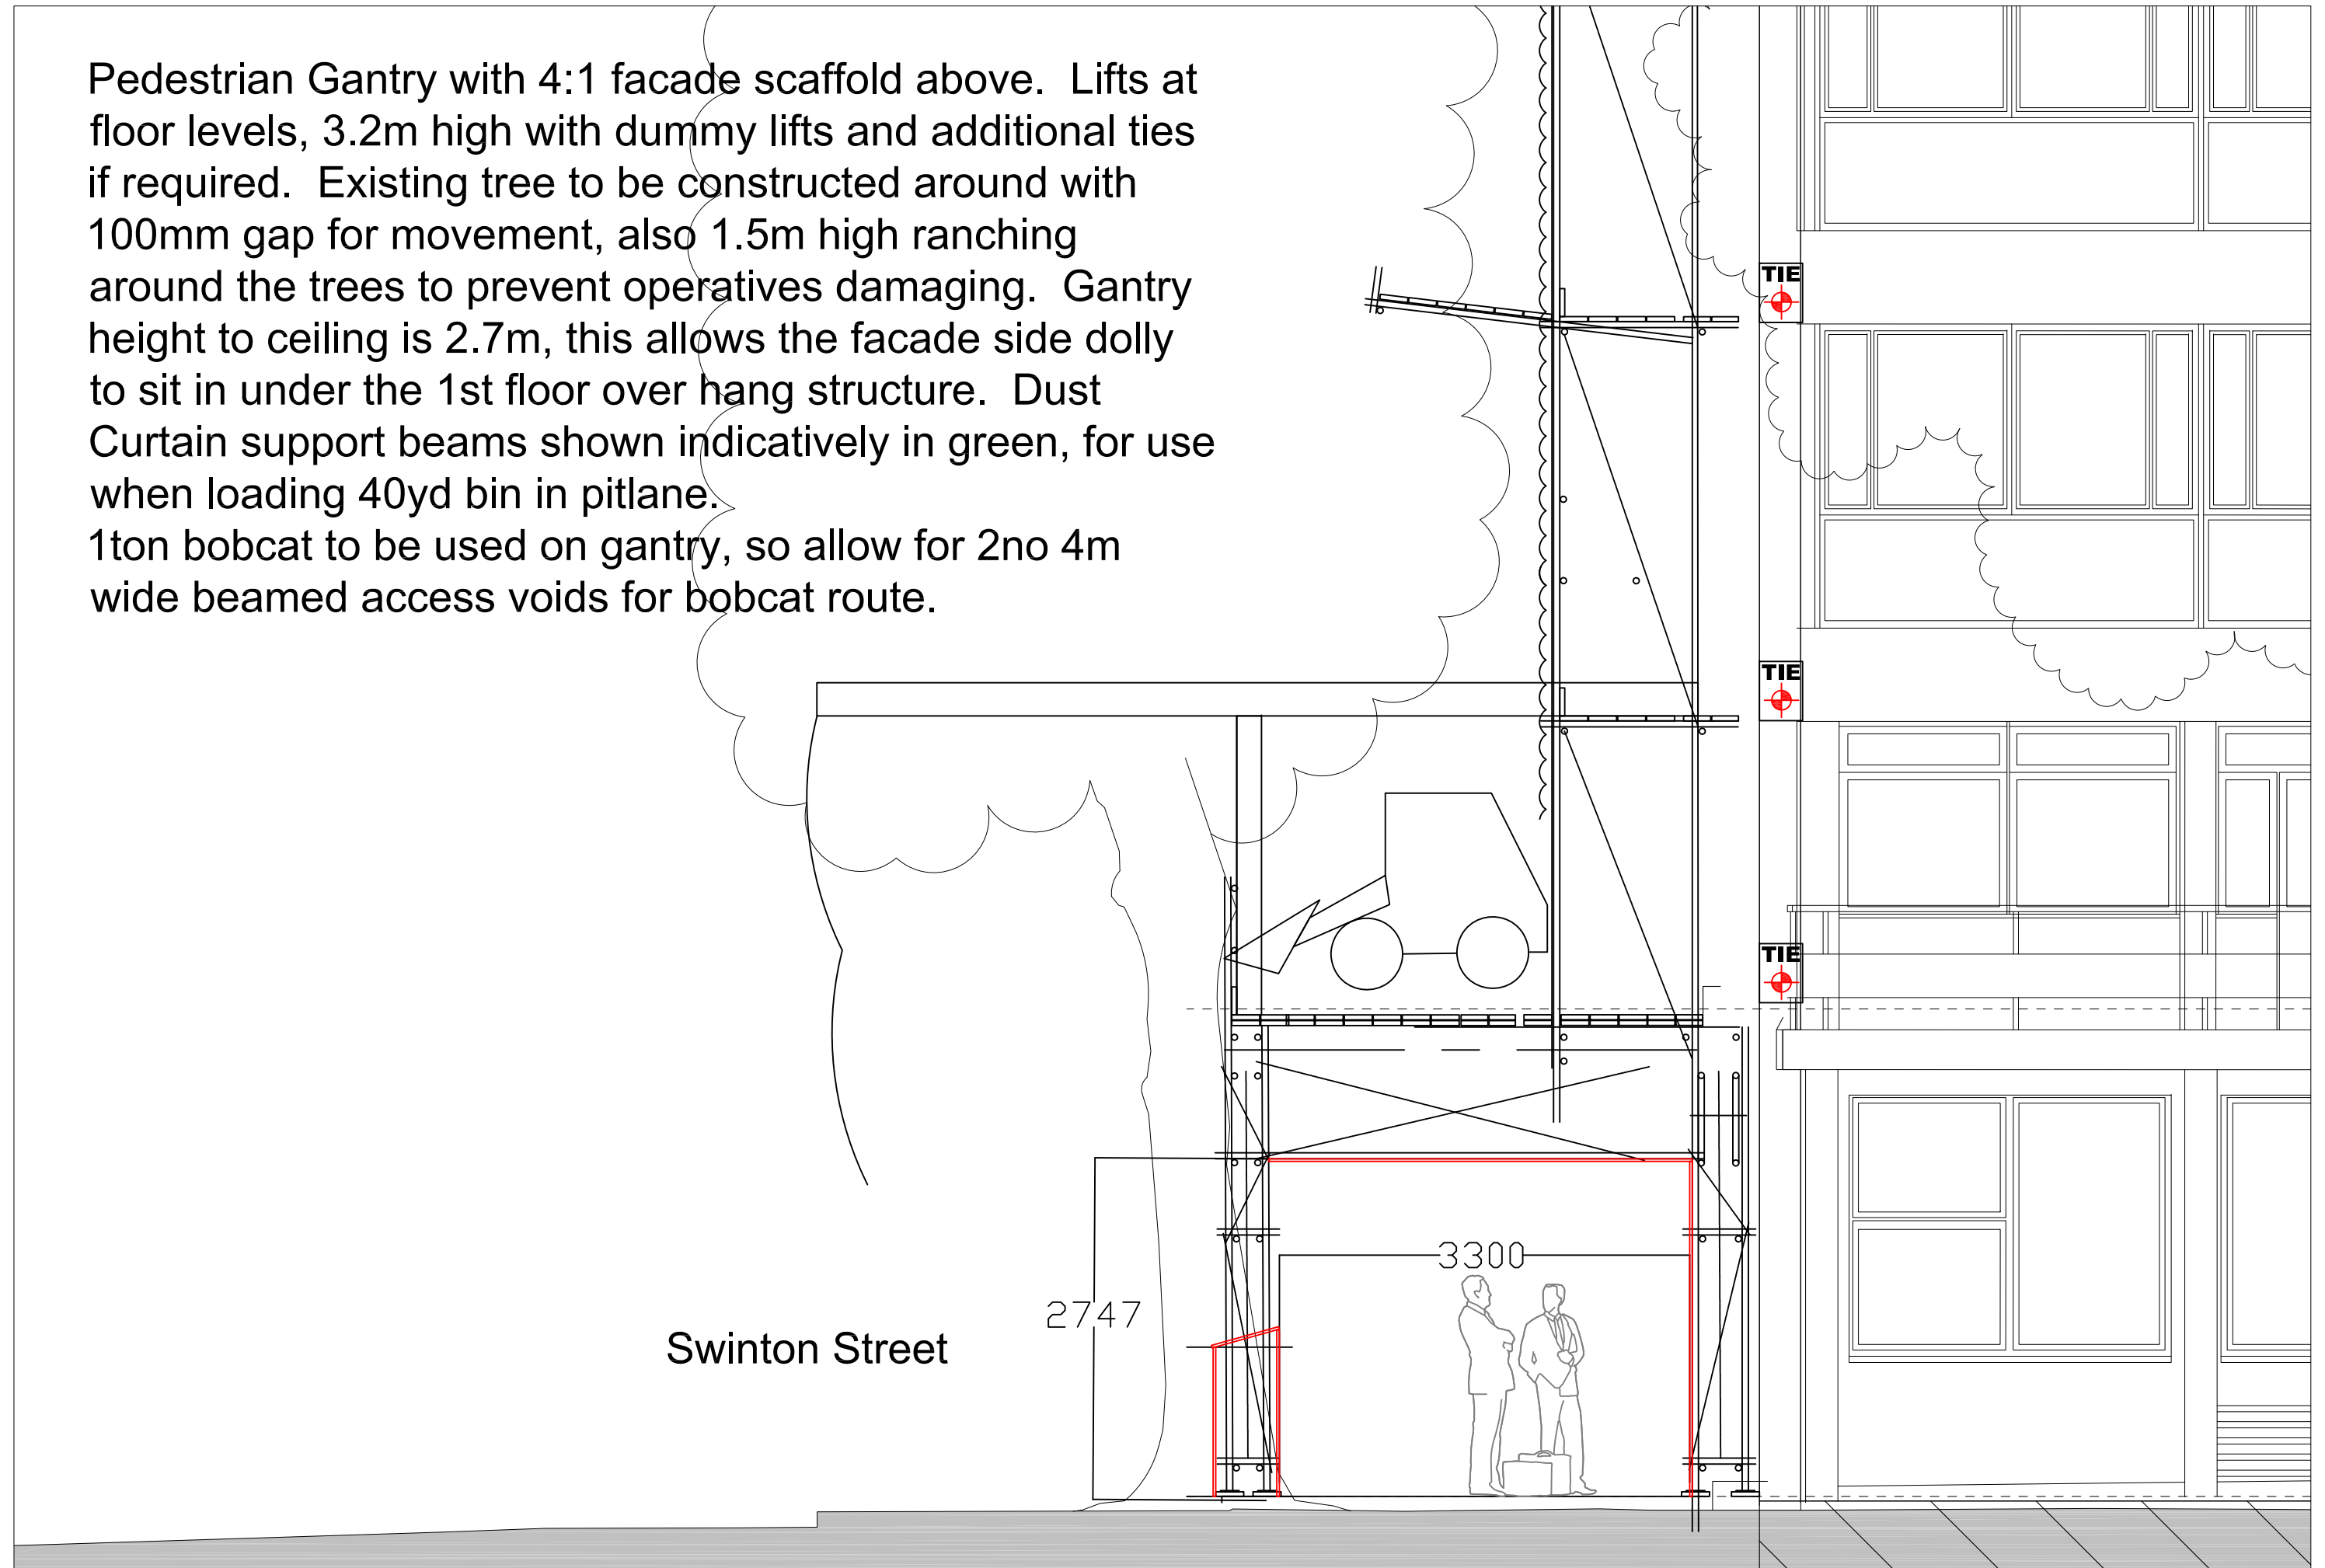 Pedestrian Gantry with 4:1 facade scaffold above.  Lifts at
floor levels, 3.2m high with dummy lifts and additional ties
if required.  Existing tree to be constructed around with
100mm gap for movement, also 1.5m high ranching
around the trees to prevent operatives damaging.  Gantry
height to ceiling is 2.7m, this allows the facade side dolly
to sit in under the 1st floor over hang structure.  Dust
Curtain support beams shown indicatively in green, for use
when loading 40yd bin in pitlane.
1ton bobcat to be used on gantry, so allow for 2no 4m
wide beamed access voids for bobcat route.
TIE
TIE
TIE
3300
2747
Swinton Street